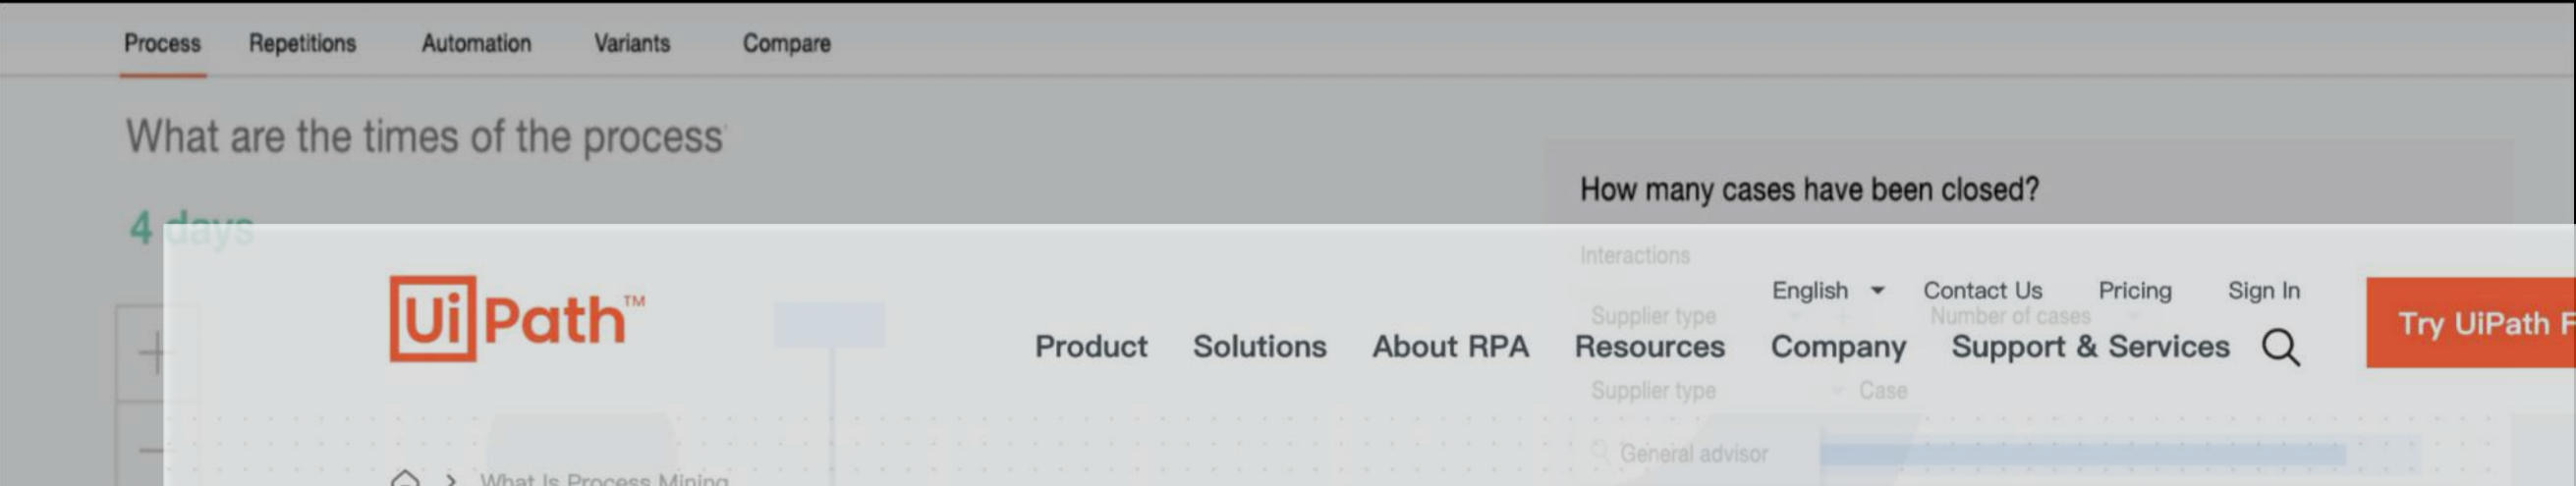 Process Repetitions Automation Variants Compare
What are the times of the process
How many cases have been closed?
4 days
Interactions
UiPath™
English Contact Us Pricing Sign In
Supplier type Number of cases
Try UiPath F
Product Solutions About RPA Resources Company Support & Services
Supplier type Case
General advisor
What Is Process Mining